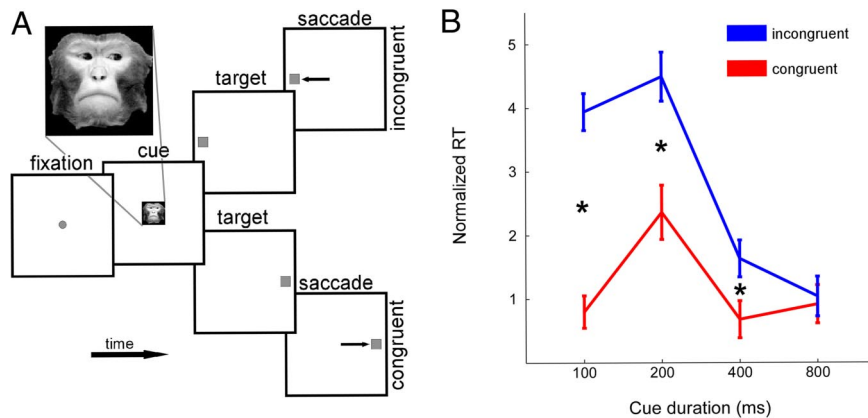 A
saccade
incongruent
target
fixation
cue
target
saccade
congruent
time
B
Normalized RT
5
4
3
2
1
incongruent
congruent
*
*
*
100
200
400
800
Cue duration (ms)